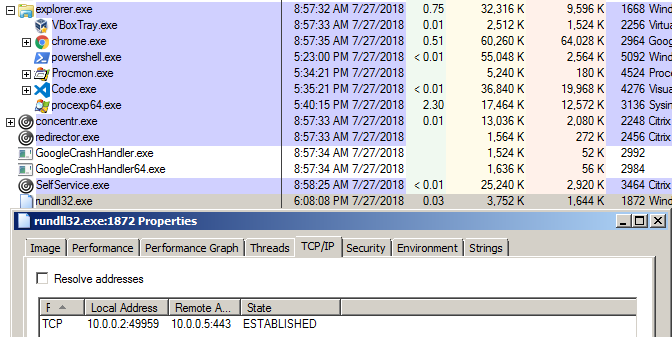 explorer.exe 8:57:32 AM 7/27/2018 0.75 32,316 K 9,596 K 1668 Wind
VBoxTray.exe 8:57:33 AM 7/27/2018 0.01 2,512 K 1,524 K 2256 Virtu
chrome.exe 8:57:35 AM 7/27/2018 0.51 60,260 K 64,028 K 2964 Goog
powershell.exe 5:23:00 PM 7/27/2018 < 0.01 55,048 K 2,564 K 5092 Wind
Procmon.exe 5:34:21 PM 7/27/2018 5,240 K 180 K 4524 Proce
Code.exe 5:35:21 PM 7/27/2018 < 0.01 36,840 K 19,968 K 4276 Visua
procexp64.exe 5:40:15 PM 7/27/2018 2.30 17,464 K 12,572 K 3136 Sysin
concentr.exe 8:57:33 AM 7/27/2018 0.01 13,036 K 2,080 K 2248 Citrix
redirector.exe 8:57:33 AM 7/27/2018 1,564 K 272 K 2456 Citrix
GoogleCrashHandler.exe 8:57:34 AM 7/27/2018 1,524 K 52 K 2992
GoogleCrashHandler64.exe 8:57:34 AM 7/27/2018 1,636 K 56 K 2984
SelfService.exe 8:58:25 AM 7/27/2018 < 0.01 25,240 K 2,920 K 3464 Citrix
rundll32.exe 6:08:08 PM 7/27/2018 0.03 3,752 K 1,644 K 1872 Wind
rundll32.exe:1872 Properties
Image Performance Performance Graph Threads TCP/IP Security Environment Strings
Resolve addresses
Local Address Remote A... State
TCP 10.0.0.2:49959 10.0.0.5:443 ESTABLISHED